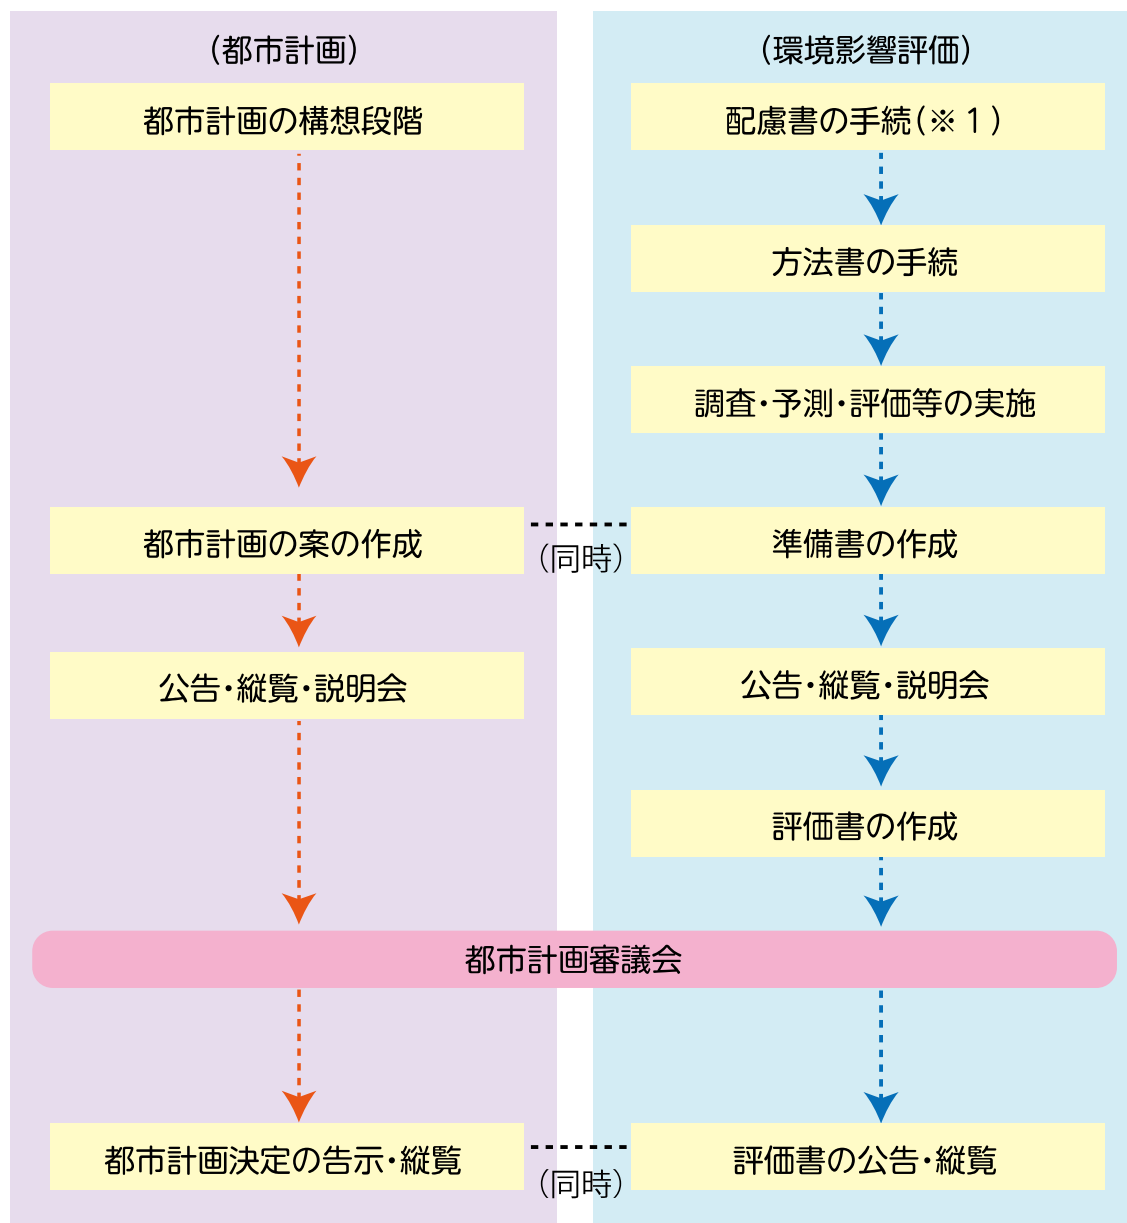 （都市計画）
都市計画の構想段階
都市計画の案の作成
公告・縦覧・説明会
（環境影響評価）
配慮書の手続（※１）
方法書の手続
調査・予測・評価等の実施
準備書の作成
（同時）
公告・縦覧・説明会
評価書の作成
都市計画審議会
都市計画決定の告示・縦覧
（同時）
評価書の公告・縦覧